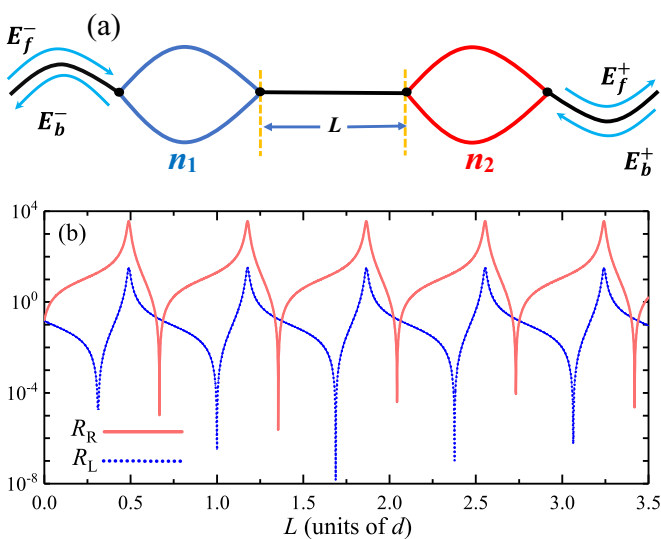 (a)
E_f^-
E_b^-
n_1
L
n_2
E_f^+
E_b^+
(b)
10^4
10^0
10^-4
10^-8
R_R
R_L
0.0 0.5 1.0 1.5 2.0 2.5 3.0 3.5
L (units of d)